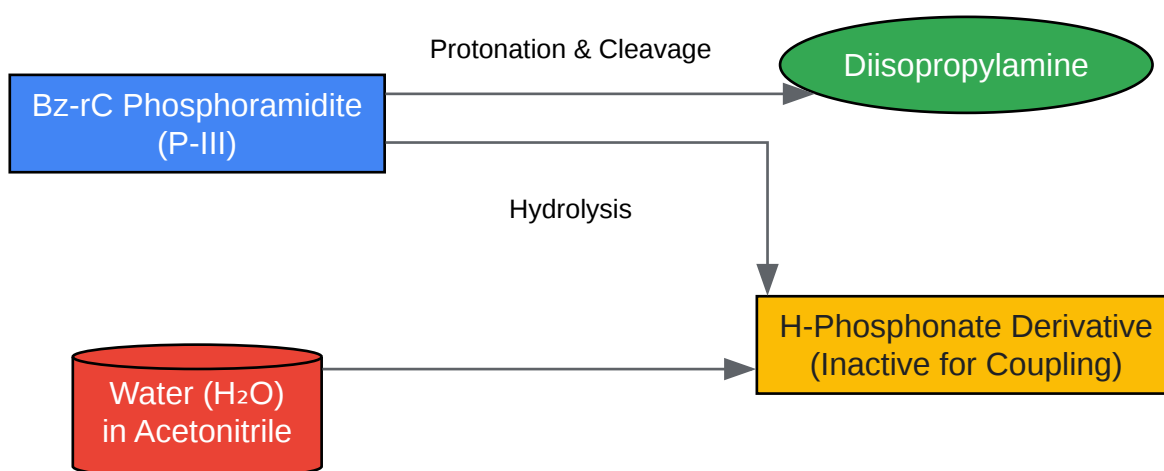 Protonation & Cleavage
Diisopropylamine
Bz-rC Phosphoramidite
(P-III)
Hydrolysis
H-Phosphonate Derivative
(Inactive for Coupling)
Water (H₂O)
in Acetonitrile